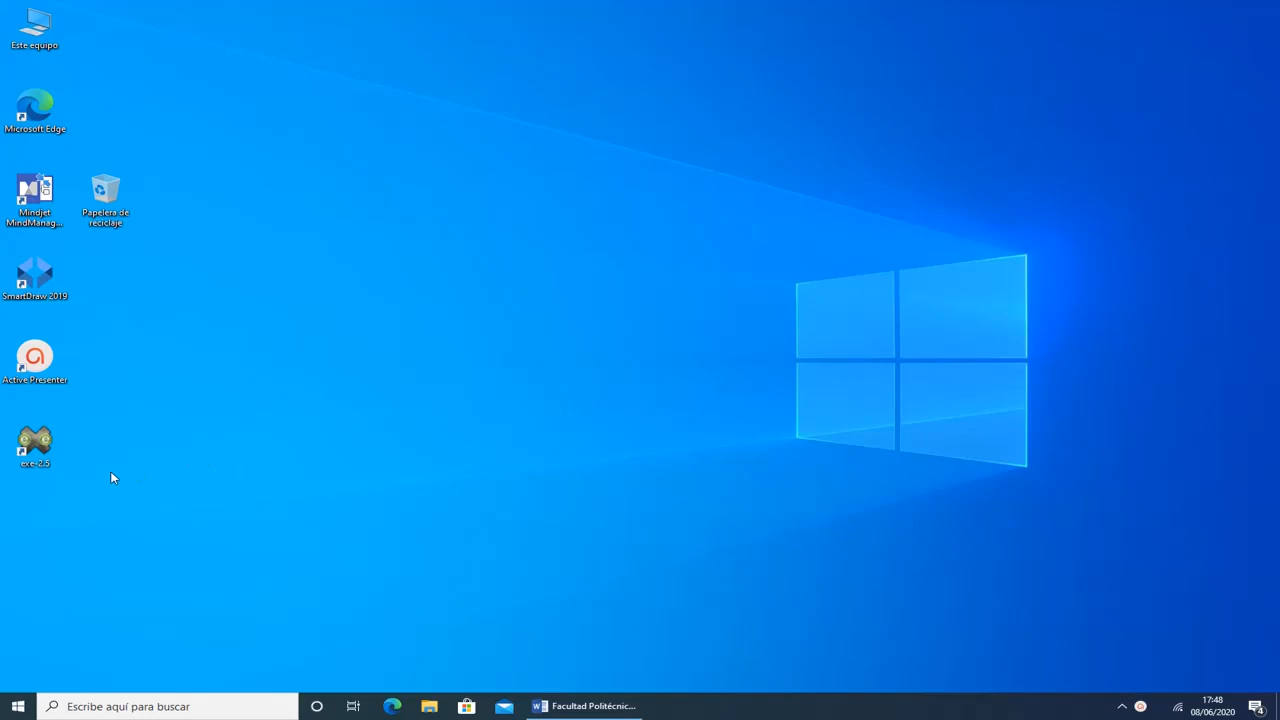 Este equipo
Microsoft Edge
Mindjet
MindManag...
Papelera de
reciclaje
SmartDraw 2019
Active Presenter
exe-2.5
Escribe aquí para buscar
Facultad Politécnic...
17:48
08/06/2020
4